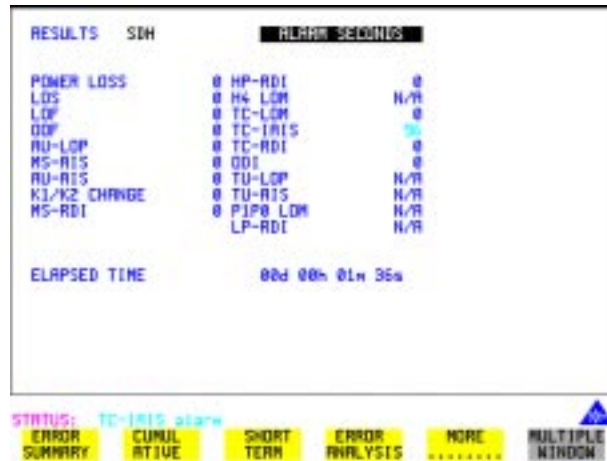 RESULTS SDH ALARM SECONDS
POWER LOSS 0 HP-RDI 0
LOS 0 H4 LOM N/A
LOF 0 TC-LOM 0
OOF 0 TC-IAIS 96
AU-LOP 0 TC-RDI 0
MS-AIS 0 ODI 0
AU-AIS 0 TU-LOP N/A
K1/K2 CHANGE 0 TU-AIS N/A
MS-RDI 0 P1P0 LOM N/A
LP-RDI N/A
ELAPSED TIME 00d 00h 01m 36s
STATUS: TC-IAIS alarm
ERROR SUMMARY
CUMUL ATIVE
SHORT TERM
ERROR ANALYSIS
MORE ........
MULTIPLE WINDOW